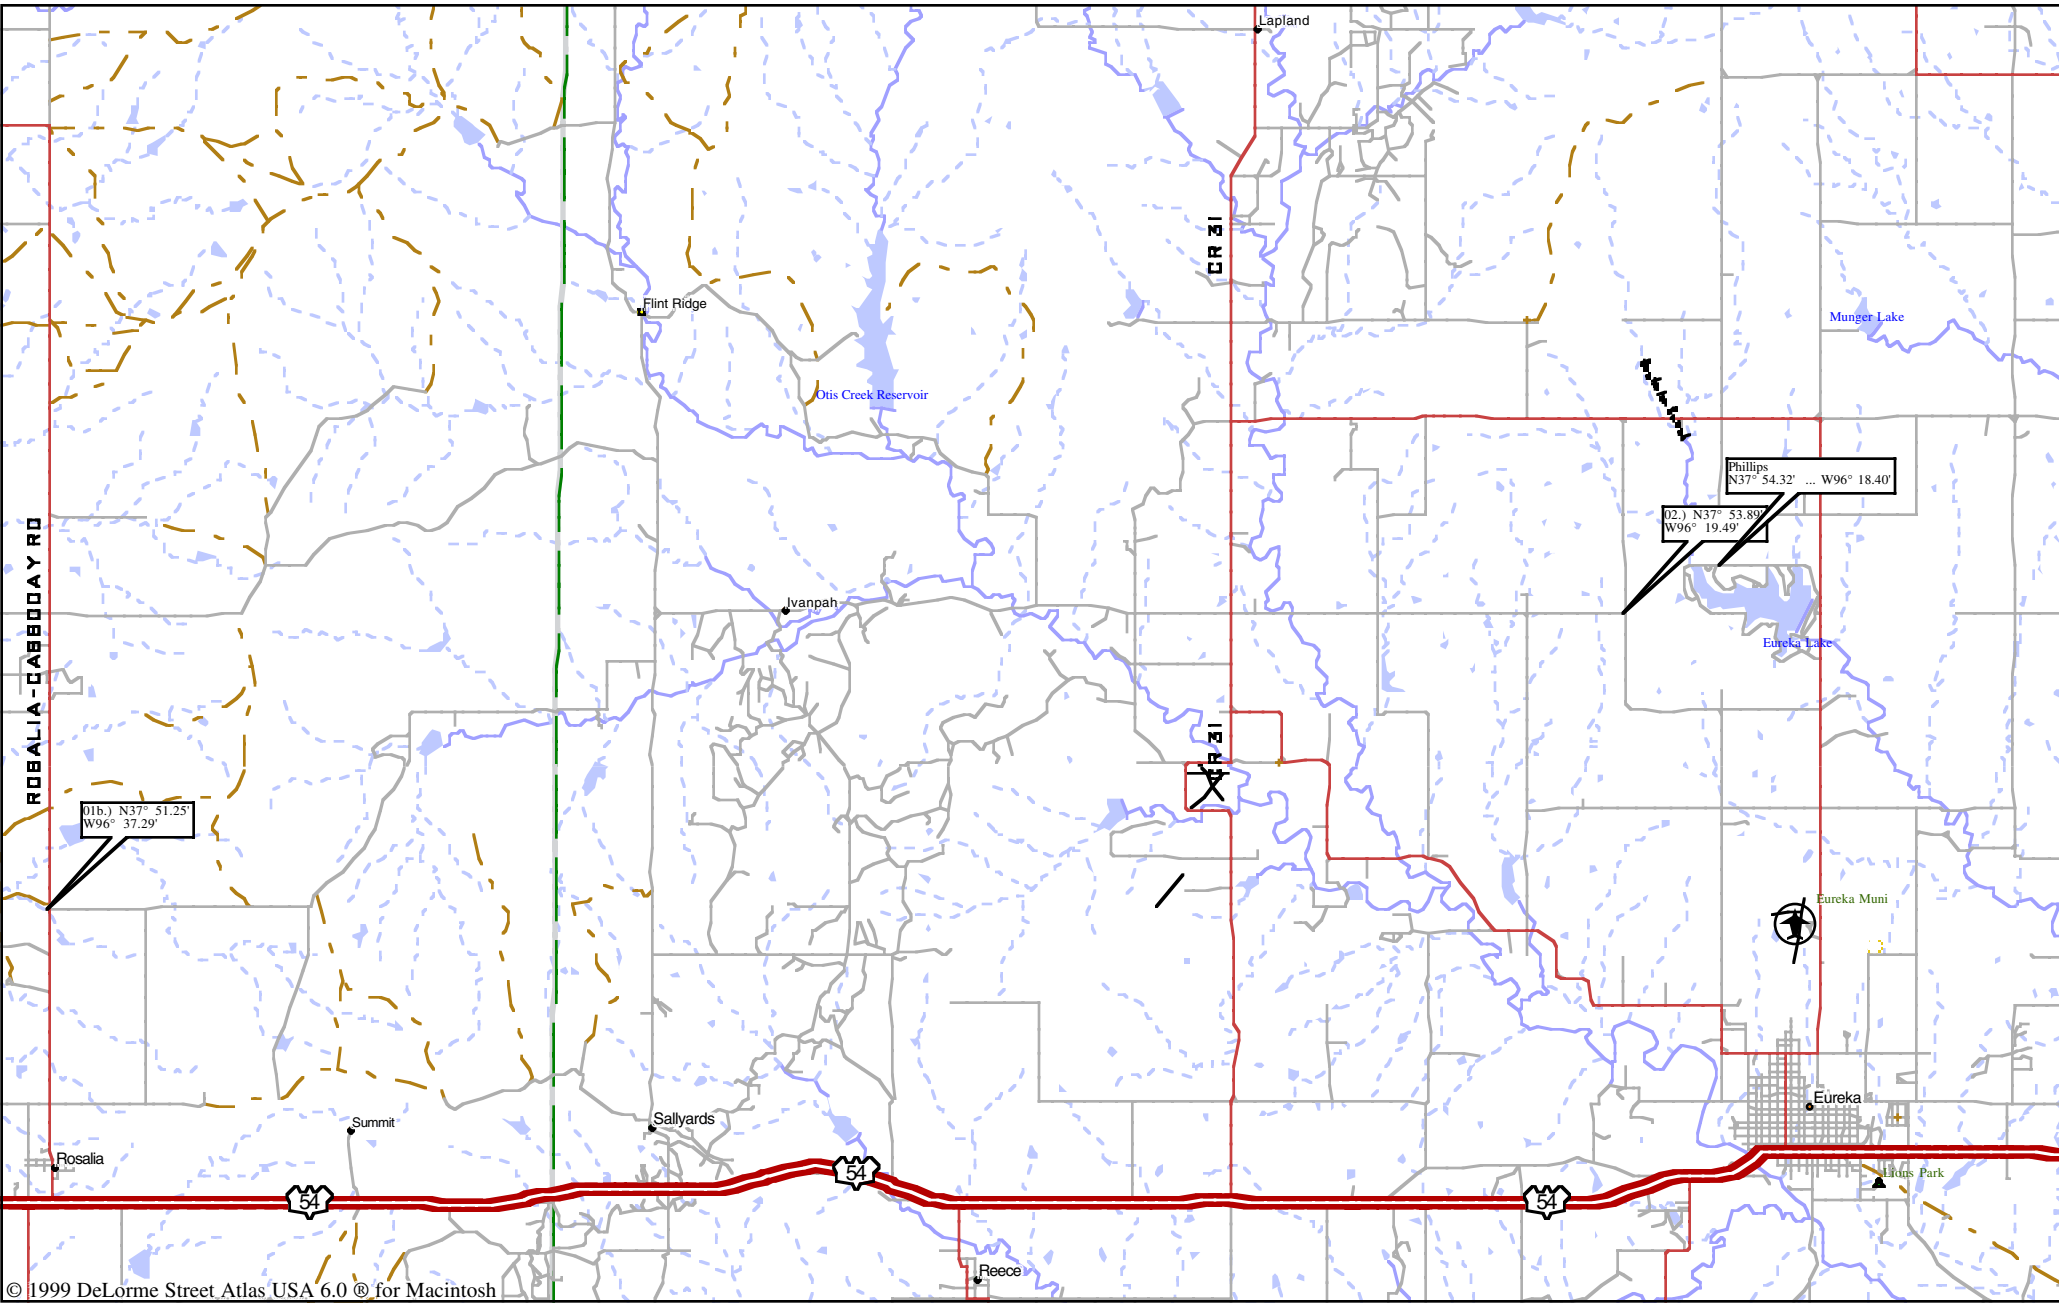 Lapland
CR 31
Flint Ridge
Munger Lake
Otis Creek Reservoir
Phillips
N37° 54.32' ... W96° 18.40'
02.) N37° 53.89'
W96° 19.49'
ROSALIA-CASSODAY RD
Ivanpah
Eureka Lake
CR 31
01b.) N37° 51.25'
W96° 37.29'
Eureka Muni
Eureka
Summit
Sallyards
Rosalia
54
54
54
Lions Park
Reece
© 1999 DeLorme Street Atlas USA 6.0 ® for Macintosh